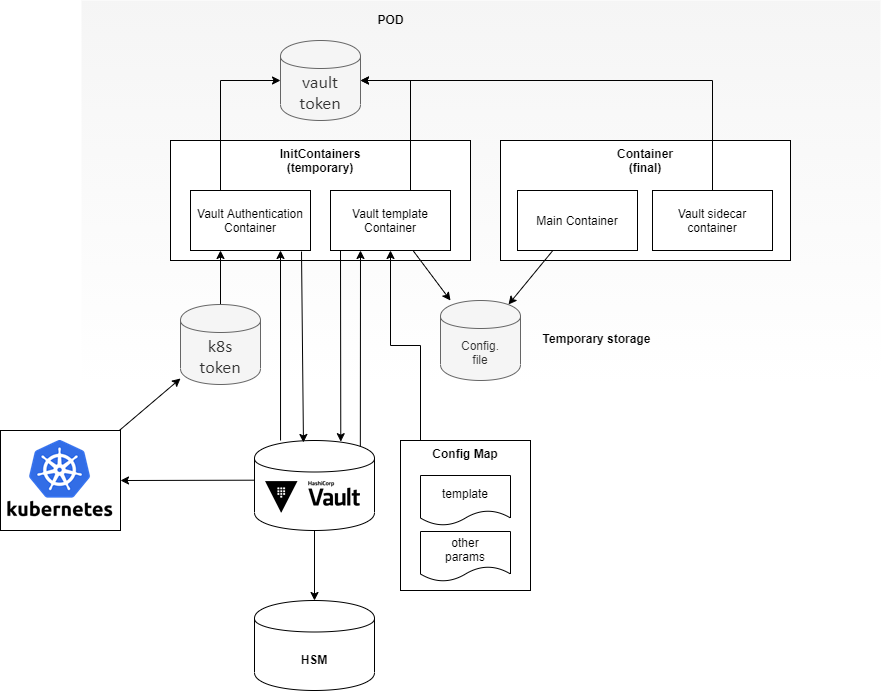 POD
vault
token
InitContainers
(temporary)
Container
(final)
Vault Authentication
Container
Vault template
Container
Main Container
Vault sidecar
container
k8s
token
Config.
file
Temporary storage
kubernetes
HashiCorp
Vault
Config Map
template
other
params
HSM